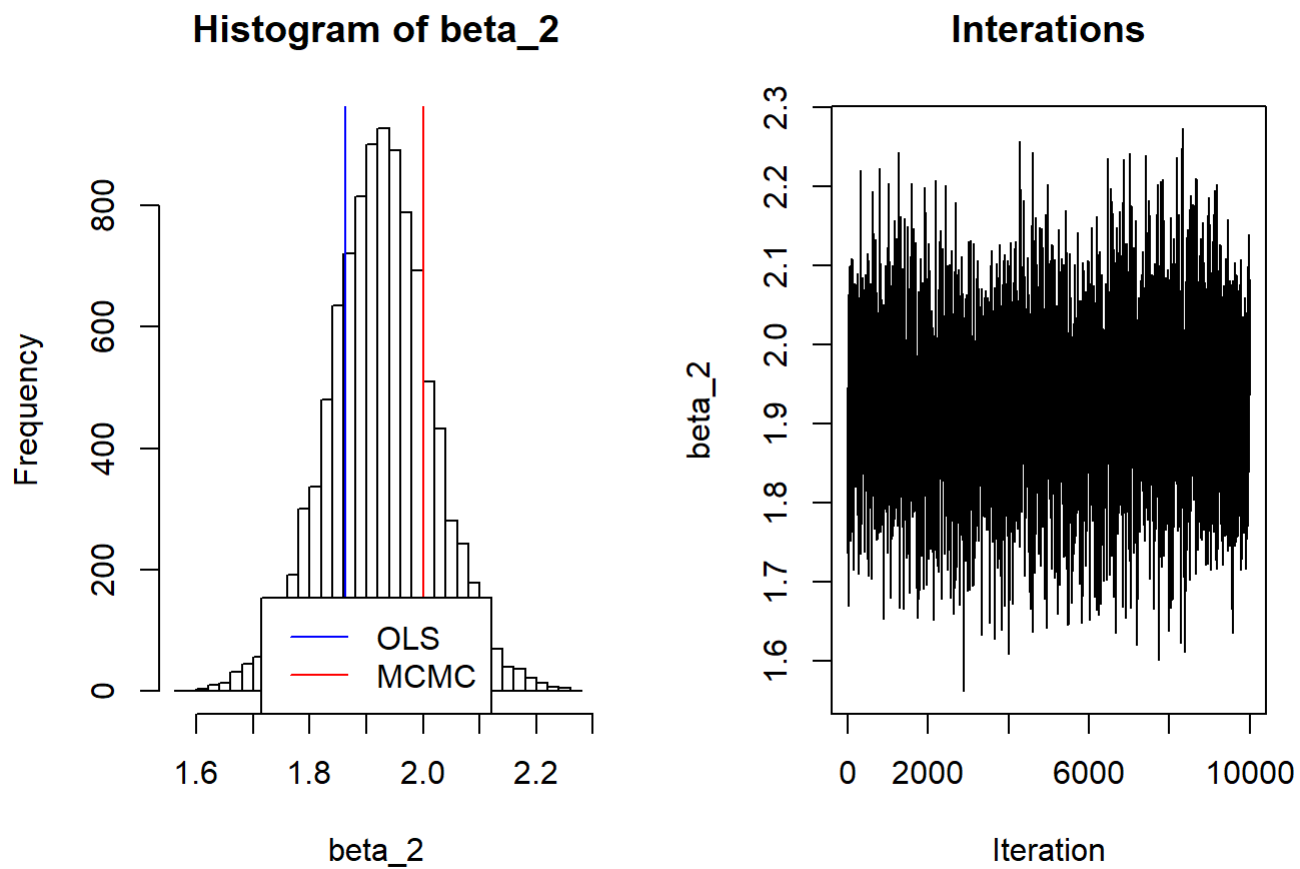 Histogram of beta_2
Frequency
0
200
400
600
800
OLS
MCMC
1.6
1.8
2.0
2.2
beta_2
Interations
beta_2
1.6
1.7
1.8
1.9
2.0
2.1
2.2
2.3
0
2000
6000
10000
Iteration